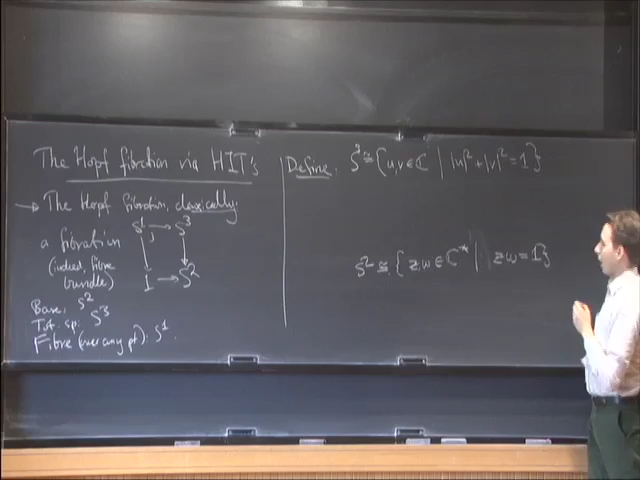 The Hopf fibration via HIT's
→ The Hopf fibration, classically:
a fibration
(indeed, fibre
bundle)
S¹ → S³
↓ ↓
1 → S²
Base: S²
Tot. sp. S³
Fibre (over any pt): S¹.
Define: S³ ≅ {u,v ∈ ℂ | |u|² + |v|² = 1}
S² ≅ {z,w ∈ ℂ* | zw = 1}